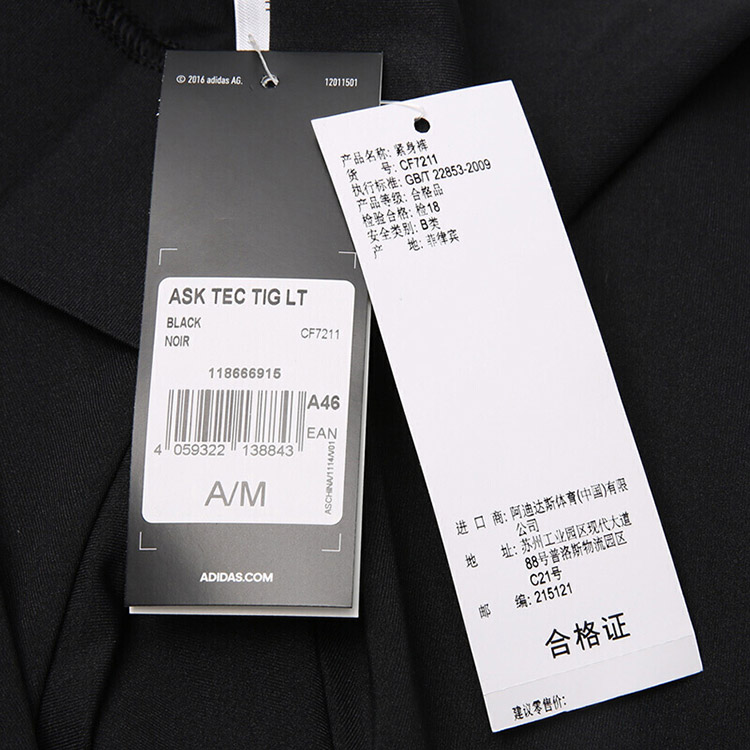 © 2016 adidas AG. 12011501
ASK TEC TIG LT
BLACK
NOIR CF7211
118666915
A46
EAN
4 059322 138843
A/M
ASCHINA/1114/V01
ADIDAS.COM
产品名称: 紧身裤
货 号: CF7211
执行标准: GB/T 22853-2009
产品等级: 合格品
检验合格: 检18
安全类别: B类
产 地: 菲律宾
进 口 商: 阿迪达斯体育(中国)有限
公司
地 址: 苏州工业园区现代大道
88号普洛斯物流园区
C21号
邮 编: 215121
合格证
建议零售价: